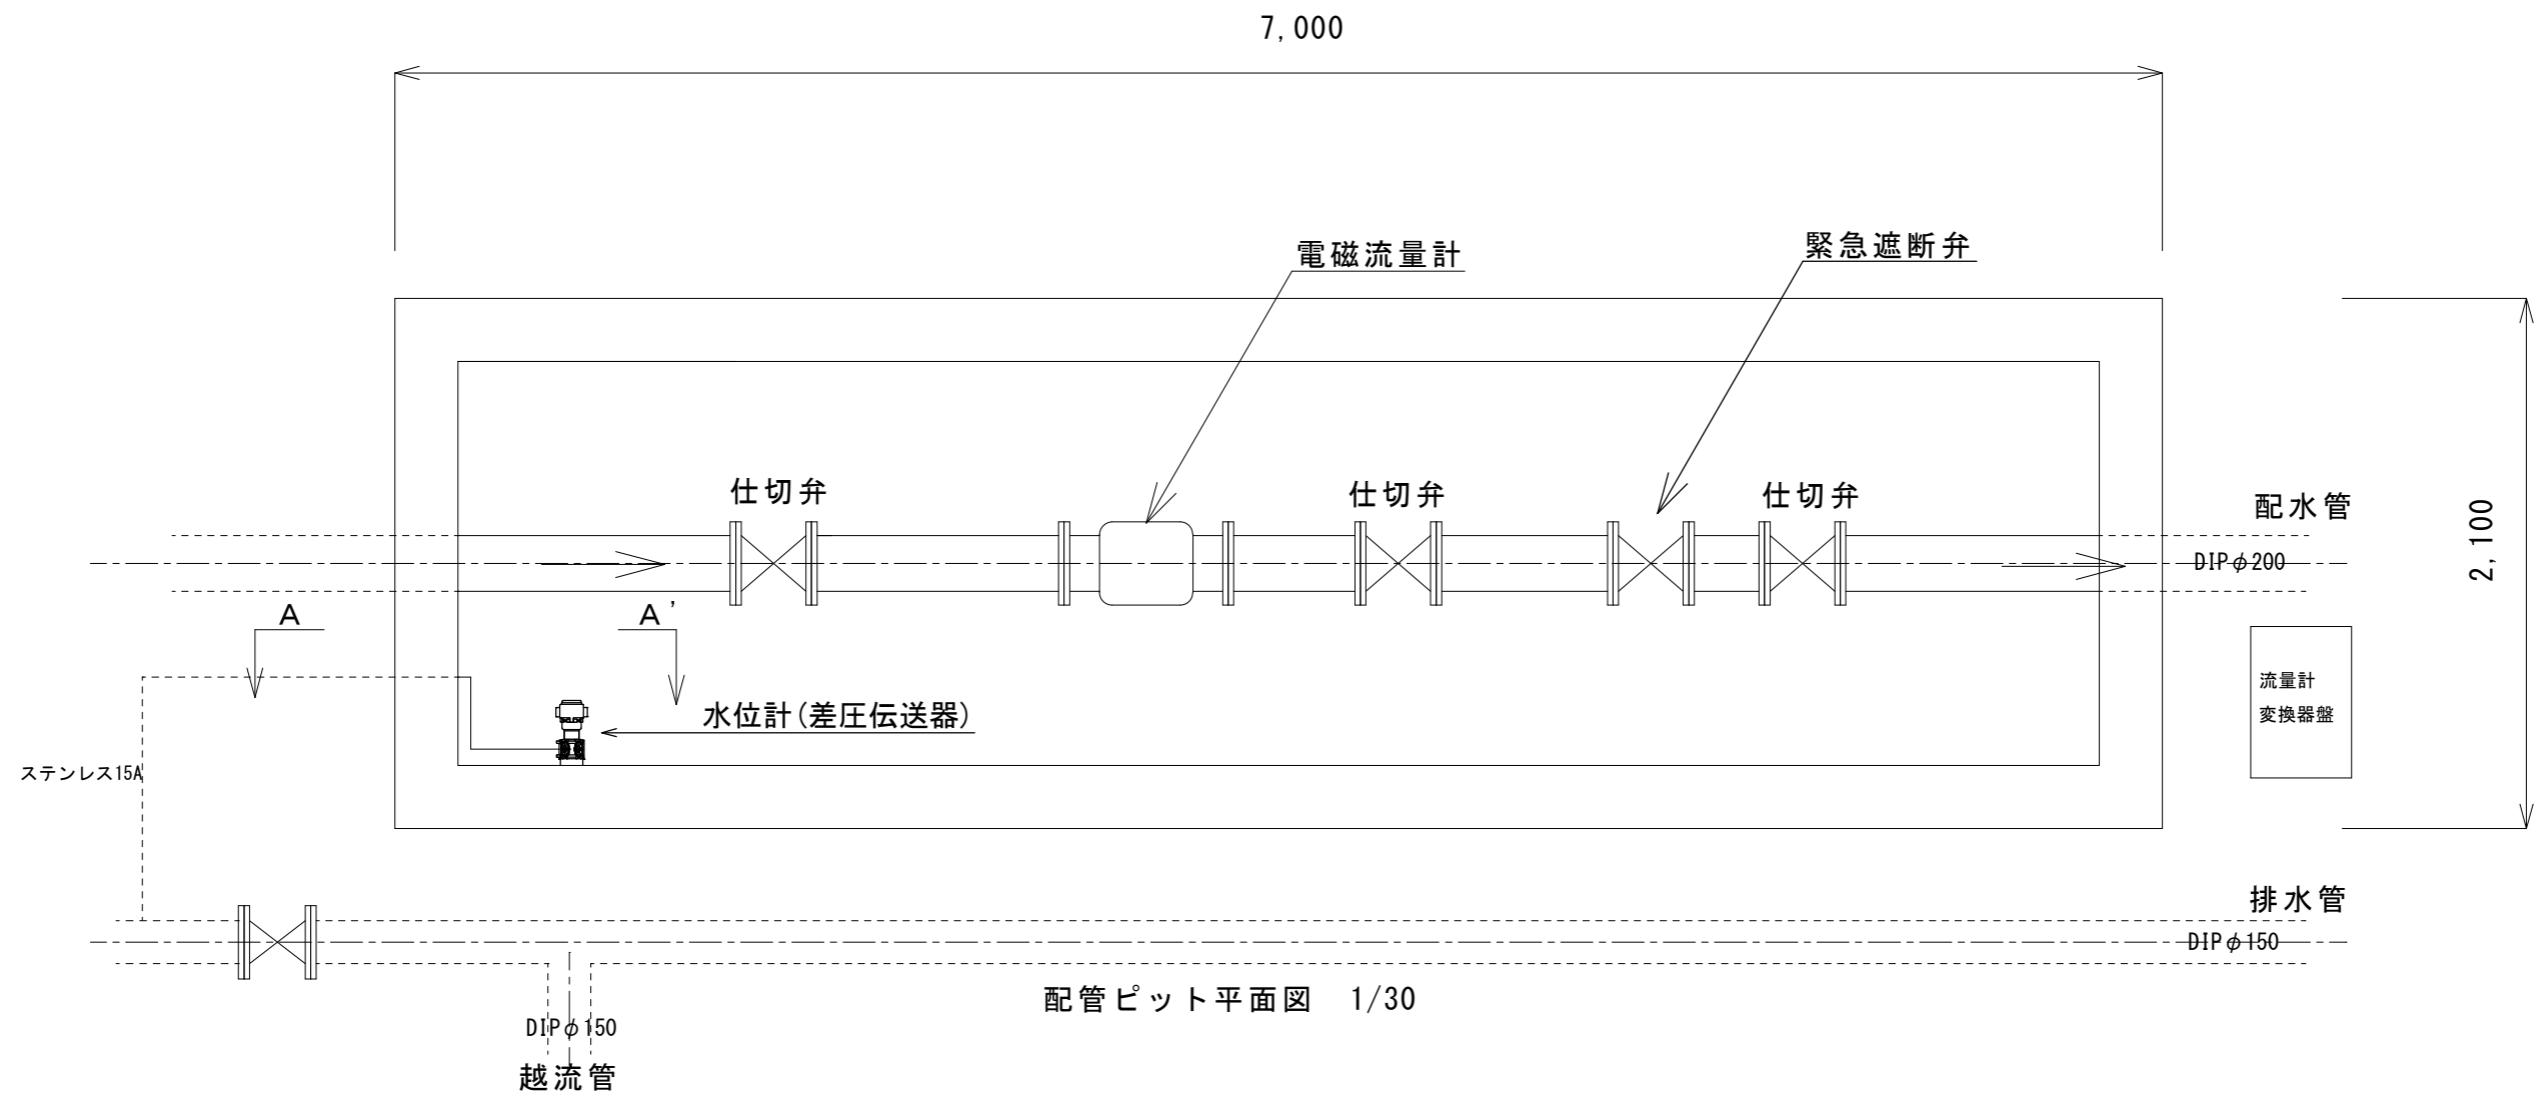 7,000
電磁流量計
緊急遮断弁
仕切弁
仕切弁
仕切弁
配水管
DIPφ200
2,100
A
A'
水位計(差圧伝送器)
流量計
変換器盤
ステンレス15A
排水管
DIPφ150
配管ピット平面図 1/30
DIPφ150
越流管